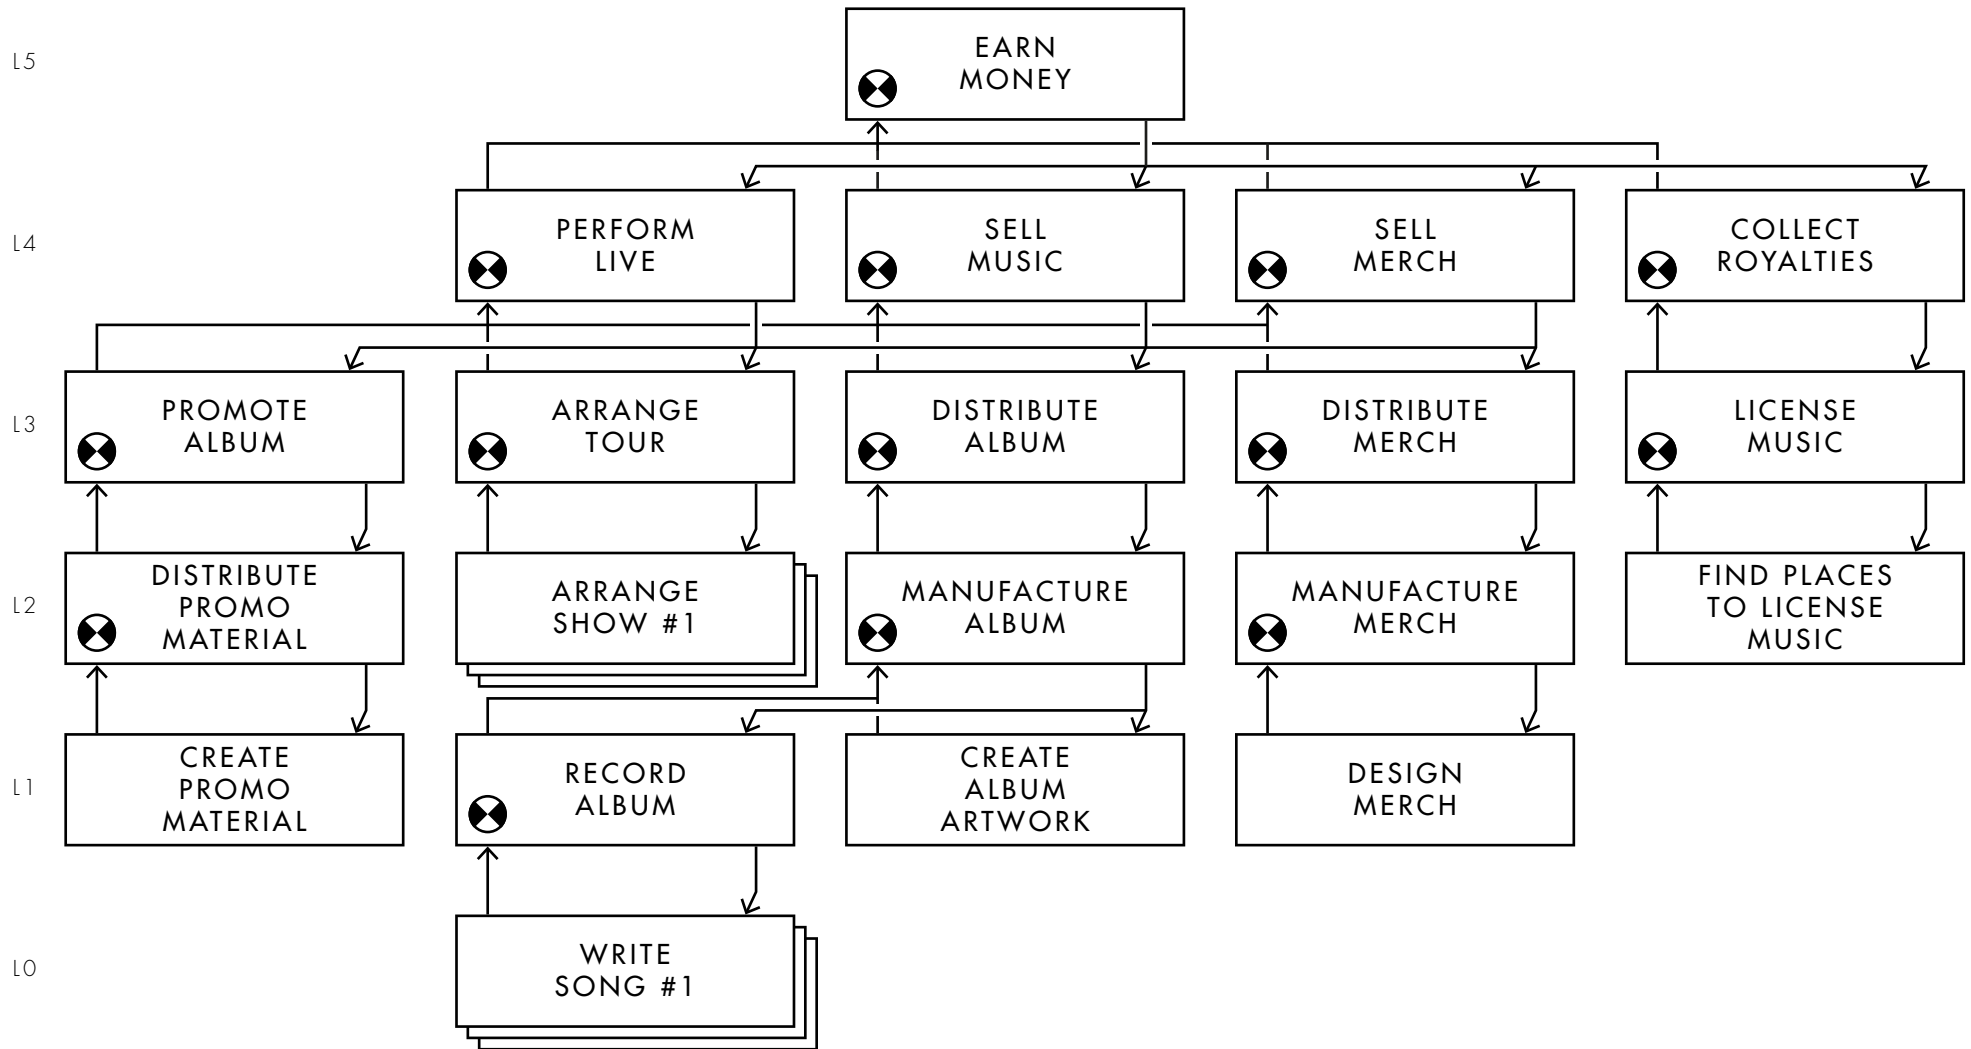 L5
EARN
MONEY
L4
PERFORM
LIVE
SELL
MUSIC
SELL
MERCH
COLLECT
ROYALTIES
L3
PROMOTE
ALBUM
ARRANGE
TOUR
DISTRIBUTE
ALBUM
DISTRIBUTE
MERCH
LICENSE
MUSIC
L2
DISTRIBUTE
PROMO
MATERIAL
ARRANGE
SHOW #1
MANUFACTURE
ALBUM
MANUFACTURE
MERCH
FIND PLACES
TO LICENSE
MUSIC
L1
CREATE
PROMO
MATERIAL
RECORD
ALBUM
CREATE
ALBUM
ARTWORK
DESIGN
MERCH
L0
WRITE
SONG #1